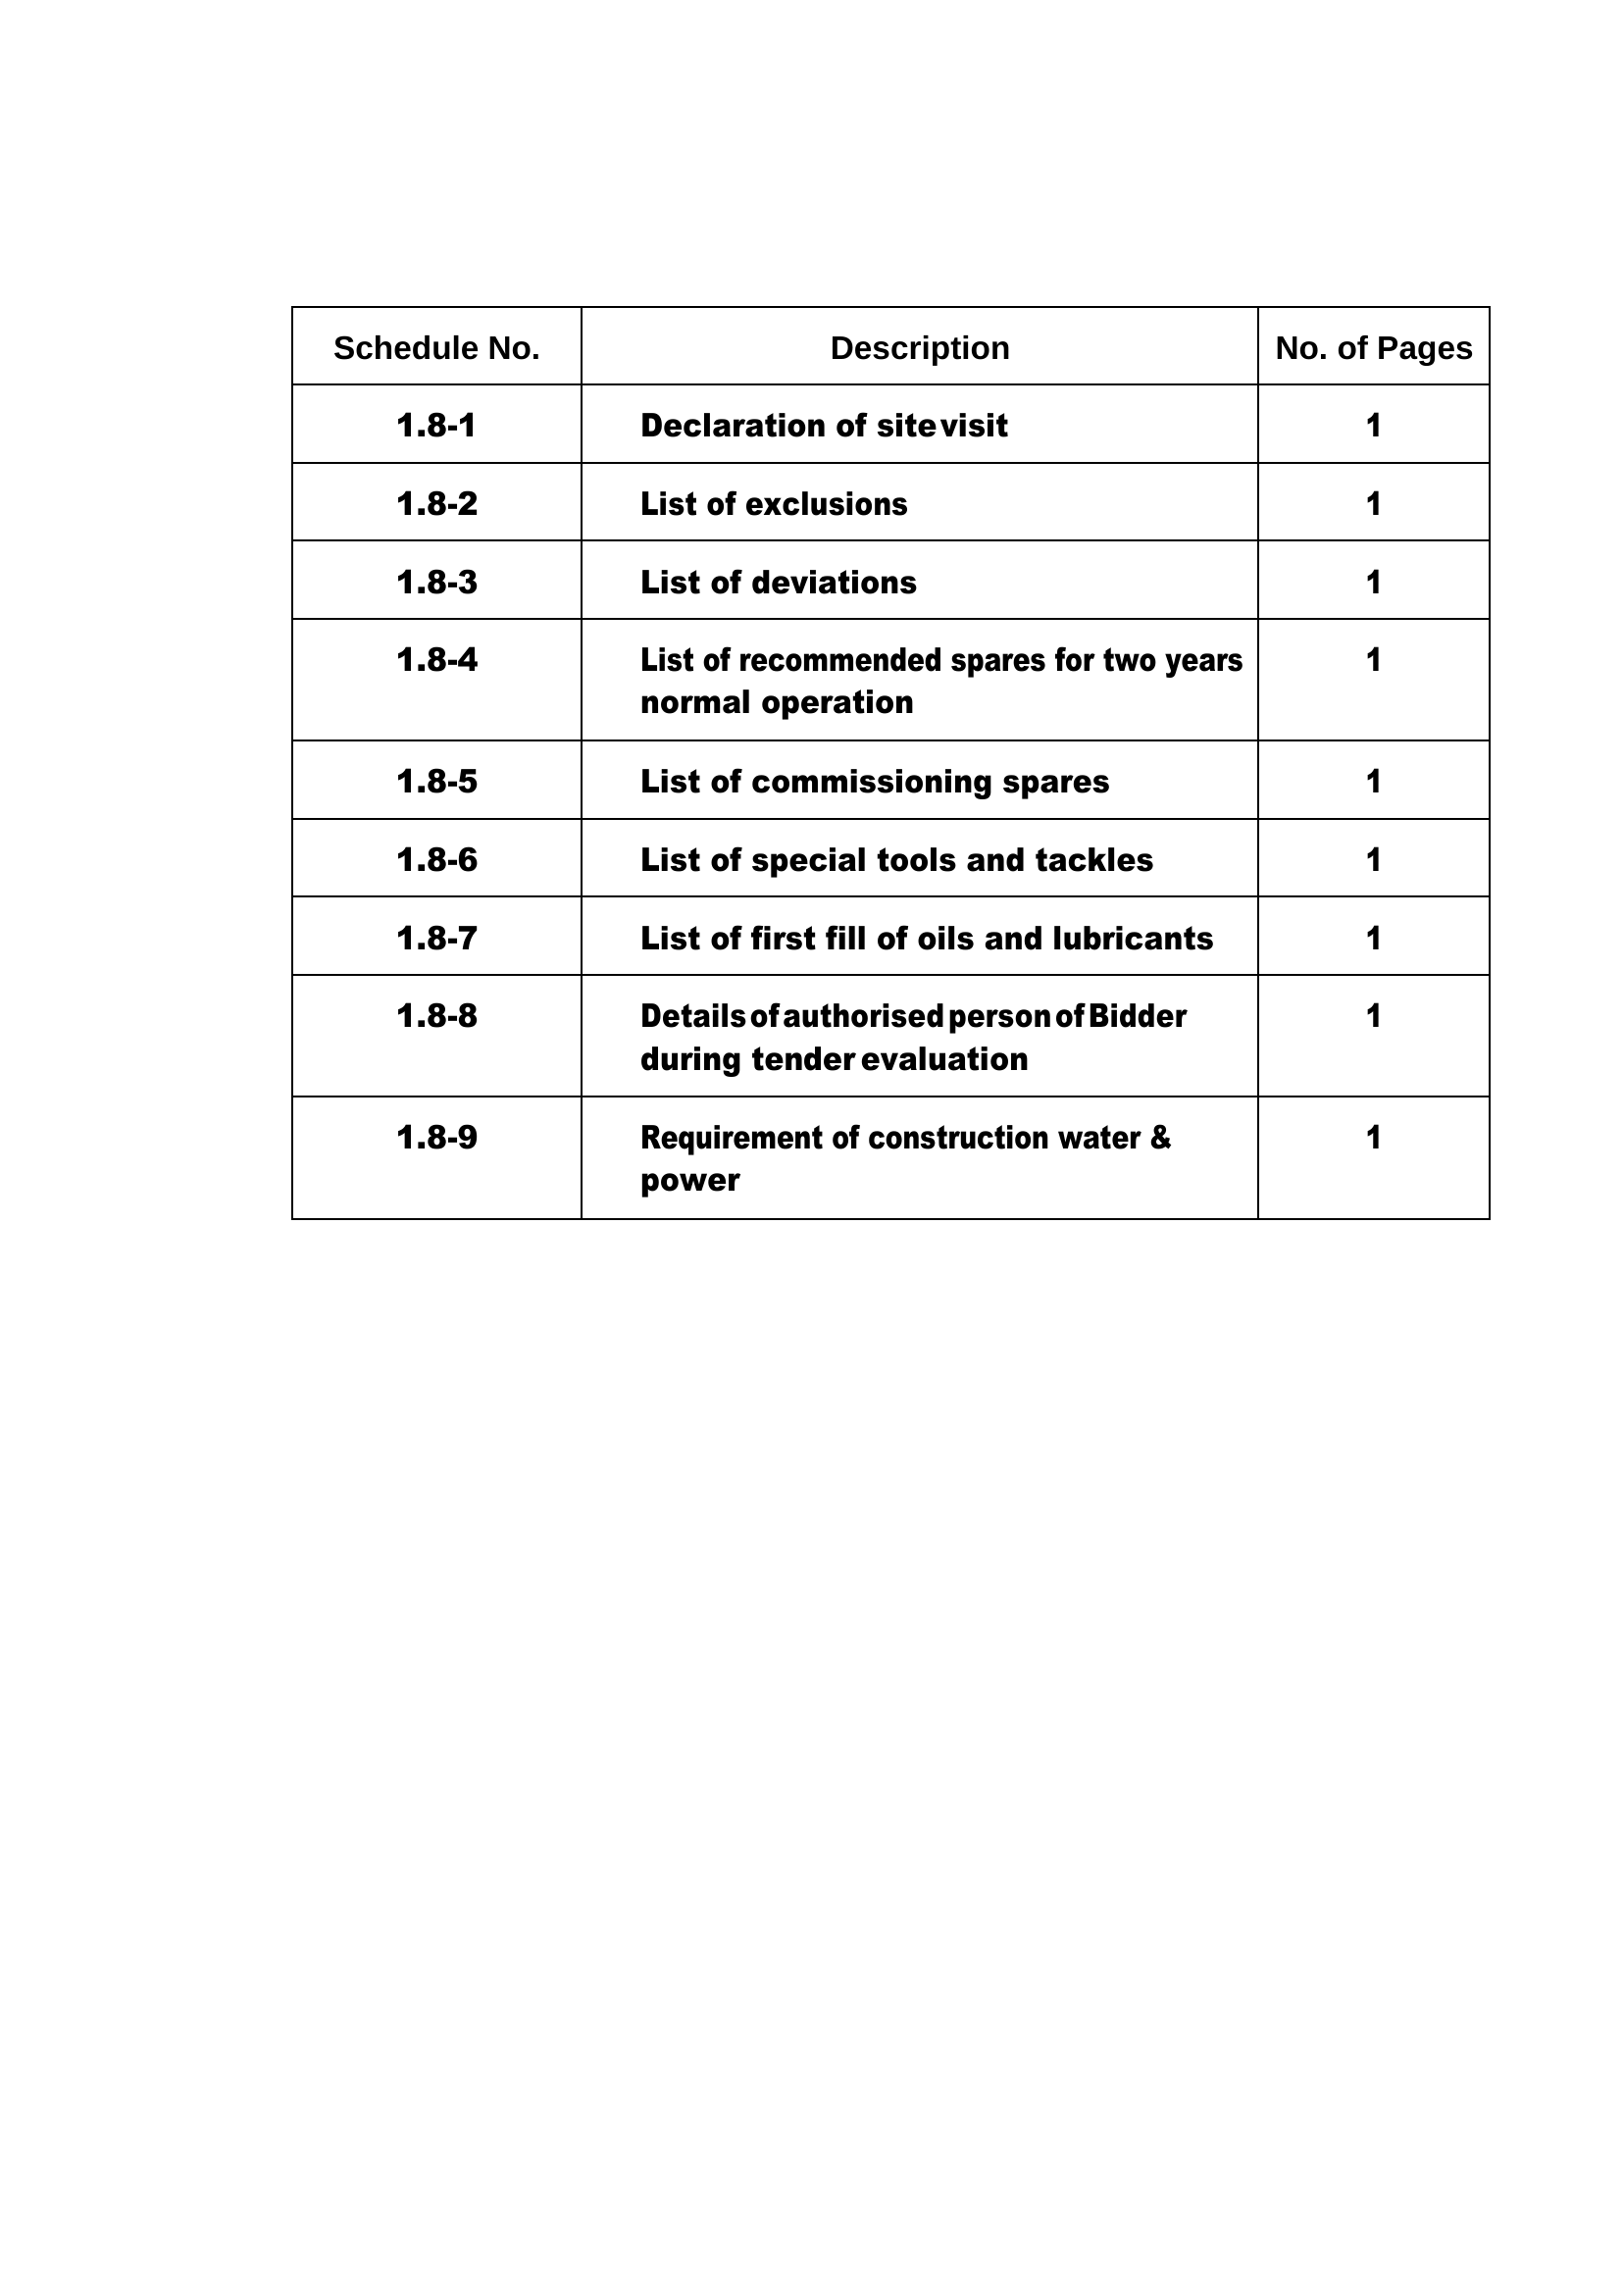 Schedule No. Description No. of Pages
1.8-1 Declaration of site visit 1
1.8-2 List of exclusions 1
1.8-3 List of deviations 1
1.8-4 List of recommended spares for two years 1
normal operation
1.8-5 List of commissioning spares 1
1.8-6 List of special tools and tackles 1
1.8-7 List of first fill of oils and lubricants 1
1.8-8 Details of authorised person of Bidder 1
during tender evaluation
1.8-9 Requirement of construction water & 1
power